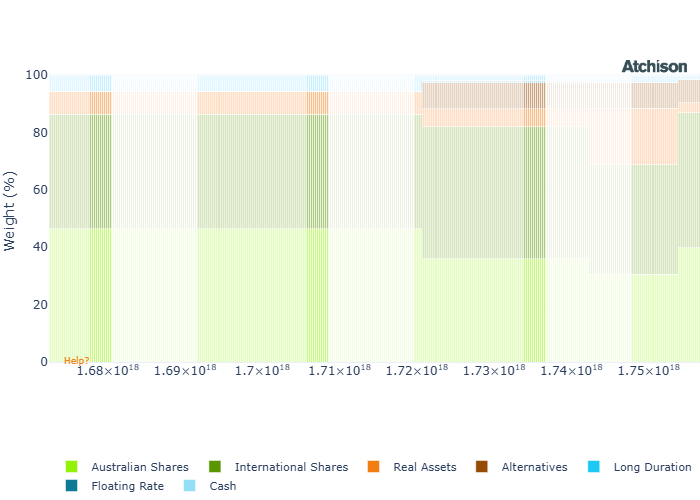 Atchison
100
80
60
40
20
0
Weight (%)
Help?
1.68×10¹⁸ 1.69×10¹⁸ 1.7×10¹⁸ 1.71×10¹⁸ 1.72×10¹⁸ 1.73×10¹⁸ 1.74×10¹⁸ 1.75×10¹⁸
Australian Shares International Shares Real Assets Alternatives Long Duration
Floating Rate Cash